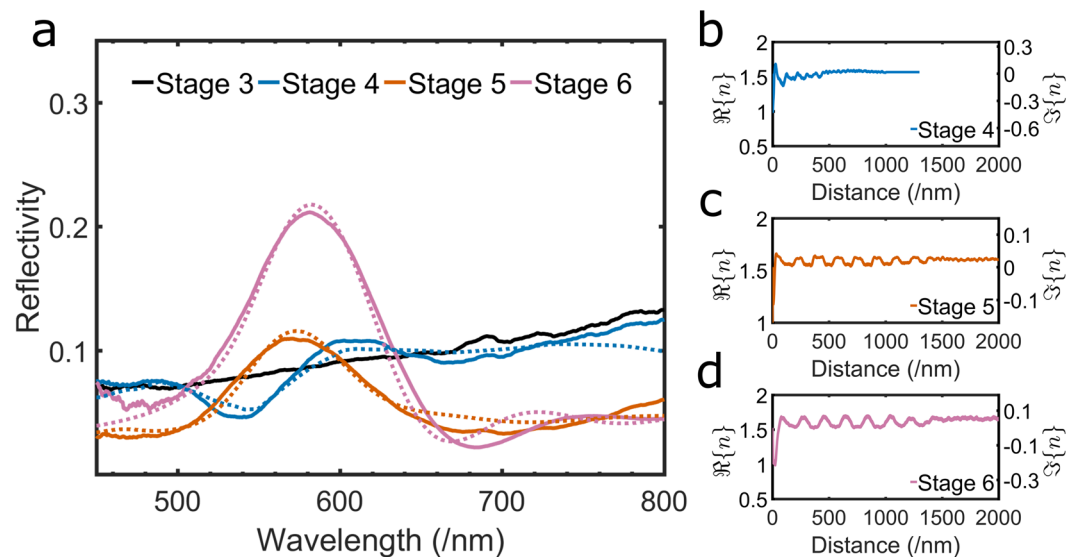 a
0.3
0.2
0.1
Reflectivity
Stage 3
Stage 4
Stage 5
Stage 6
500
600
700
800
Wavelength (/nm)
b
2
1.5
1
0.5
ℜ{n}
0.3
0
-0.3
-0.6
ℑ{n}
Stage 4
0
500
1000
1500
2000
Distance (/nm)
c
2
1.5
1
ℜ{n}
0.1
0
-0.1
ℑ{n}
Stage 5
0
500
1000
1500
2000
Distance (/nm)
d
2
1.5
1
0.5
ℜ{n}
0.1
-0.1
-0.3
ℑ{n}
Stage 6
0
500
1000
1500
2000
Distance (/nm)